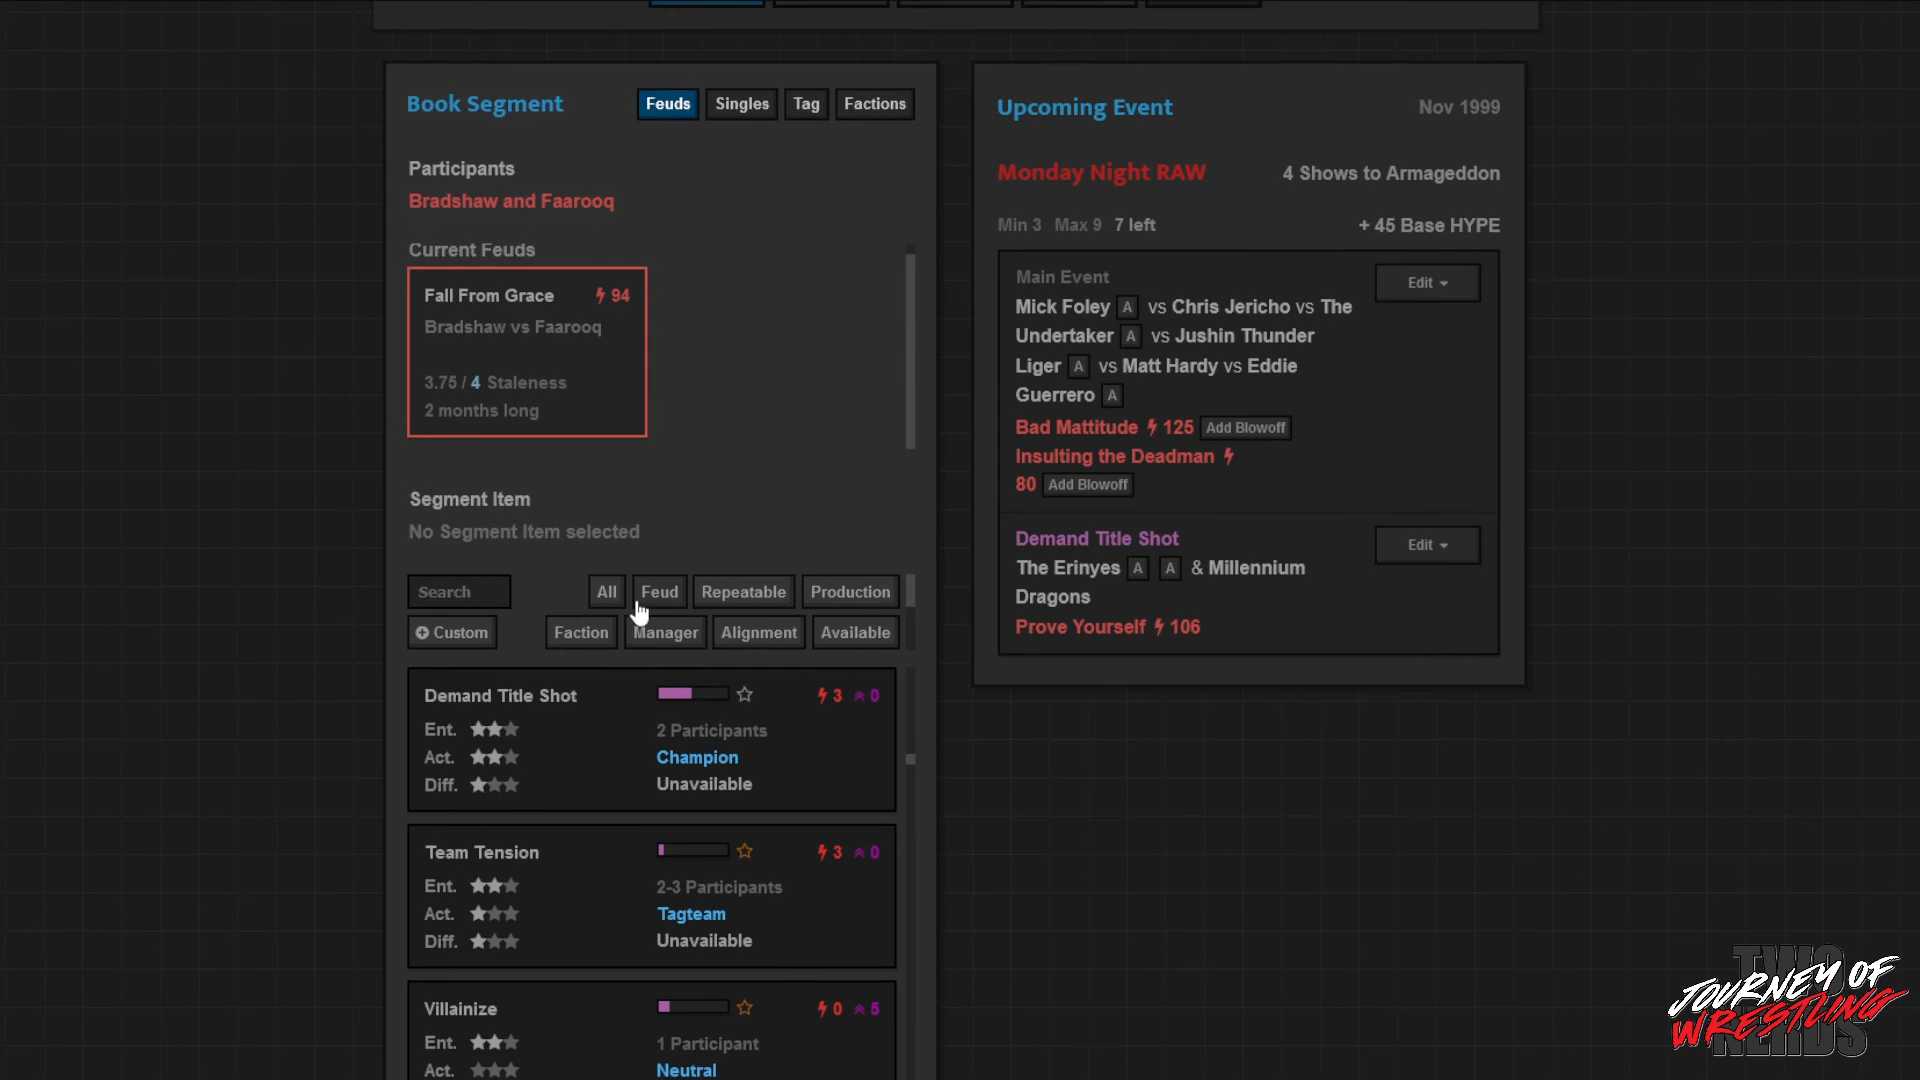 Book Segment
Feuds
Singles
Tag
Factions
Participants
Bradshaw and Faarooq
Current Feuds
Fall From Grace 94
Bradshaw vs Faarooq
3.75 / 4 Staleness
2 months long
Segment Item
No Segment Item selected
Search
All
Feud
Repeatable
Production
Custom
Faction
Manager
Alignment
Available
Demand Title Shot 3 0
Ent. 2 Participants
Act. Champion
Diff. Unavailable
Team Tension 3 0
Ent. 2-3 Participants
Act. Tagteam
Diff. Unavailable
Villainize 0 5
Ent. 1 Participant
Act. Neutral
Upcoming Event Nov 1999
Monday Night RAW 4 Shows to Armageddon
Min 3 Max 9 7 left + 45 Base HYPE
Main Event Edit
Mick Foley A vs Chris Jericho vs The
Undertaker A vs Jushin Thunder
Liger A vs Matt Hardy vs Eddie
Guerrero A
Bad Mattitude 125 Add Blowoff
Insulting the Deadman
80 Add Blowoff
Demand Title Shot Edit
The Erinyes A A & Millennium
Dragons
Prove Yourself 106
TWO
JOURNEY OF
WRESTLING
NERDS